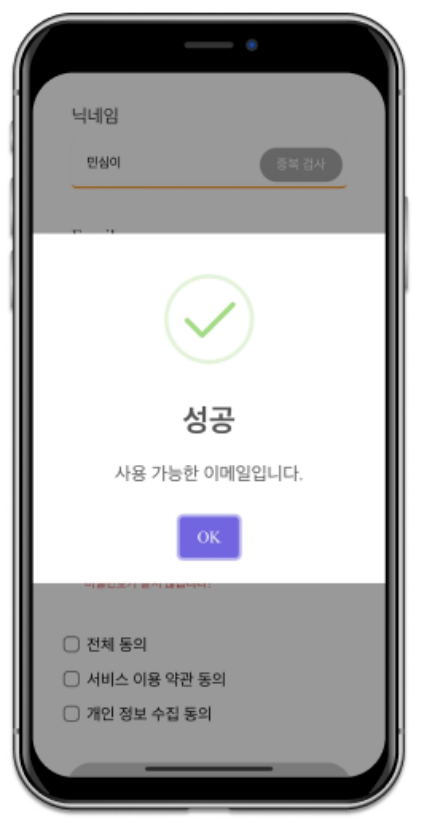 닉네임
민심이
중복 검사
성공
사용 가능한 이메일입니다.
OK
전체 동의
서비스 이용 약관 동의
개인 정보 수집 동의